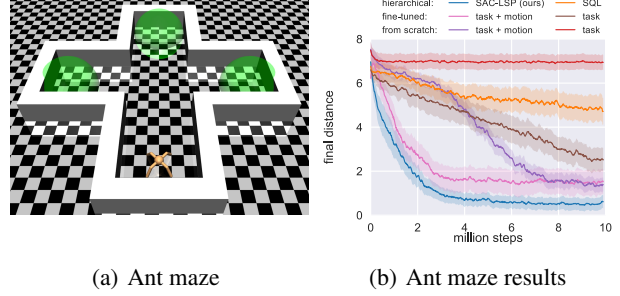 hierarchical: SAC-LSP (ours) SQL
fine-tuned: task + motion task
from scratch: task + motion task
8
6
4
2
0
final distance
0 2 4 6 8 10
million steps
(a) Ant maze
(b) Ant maze results